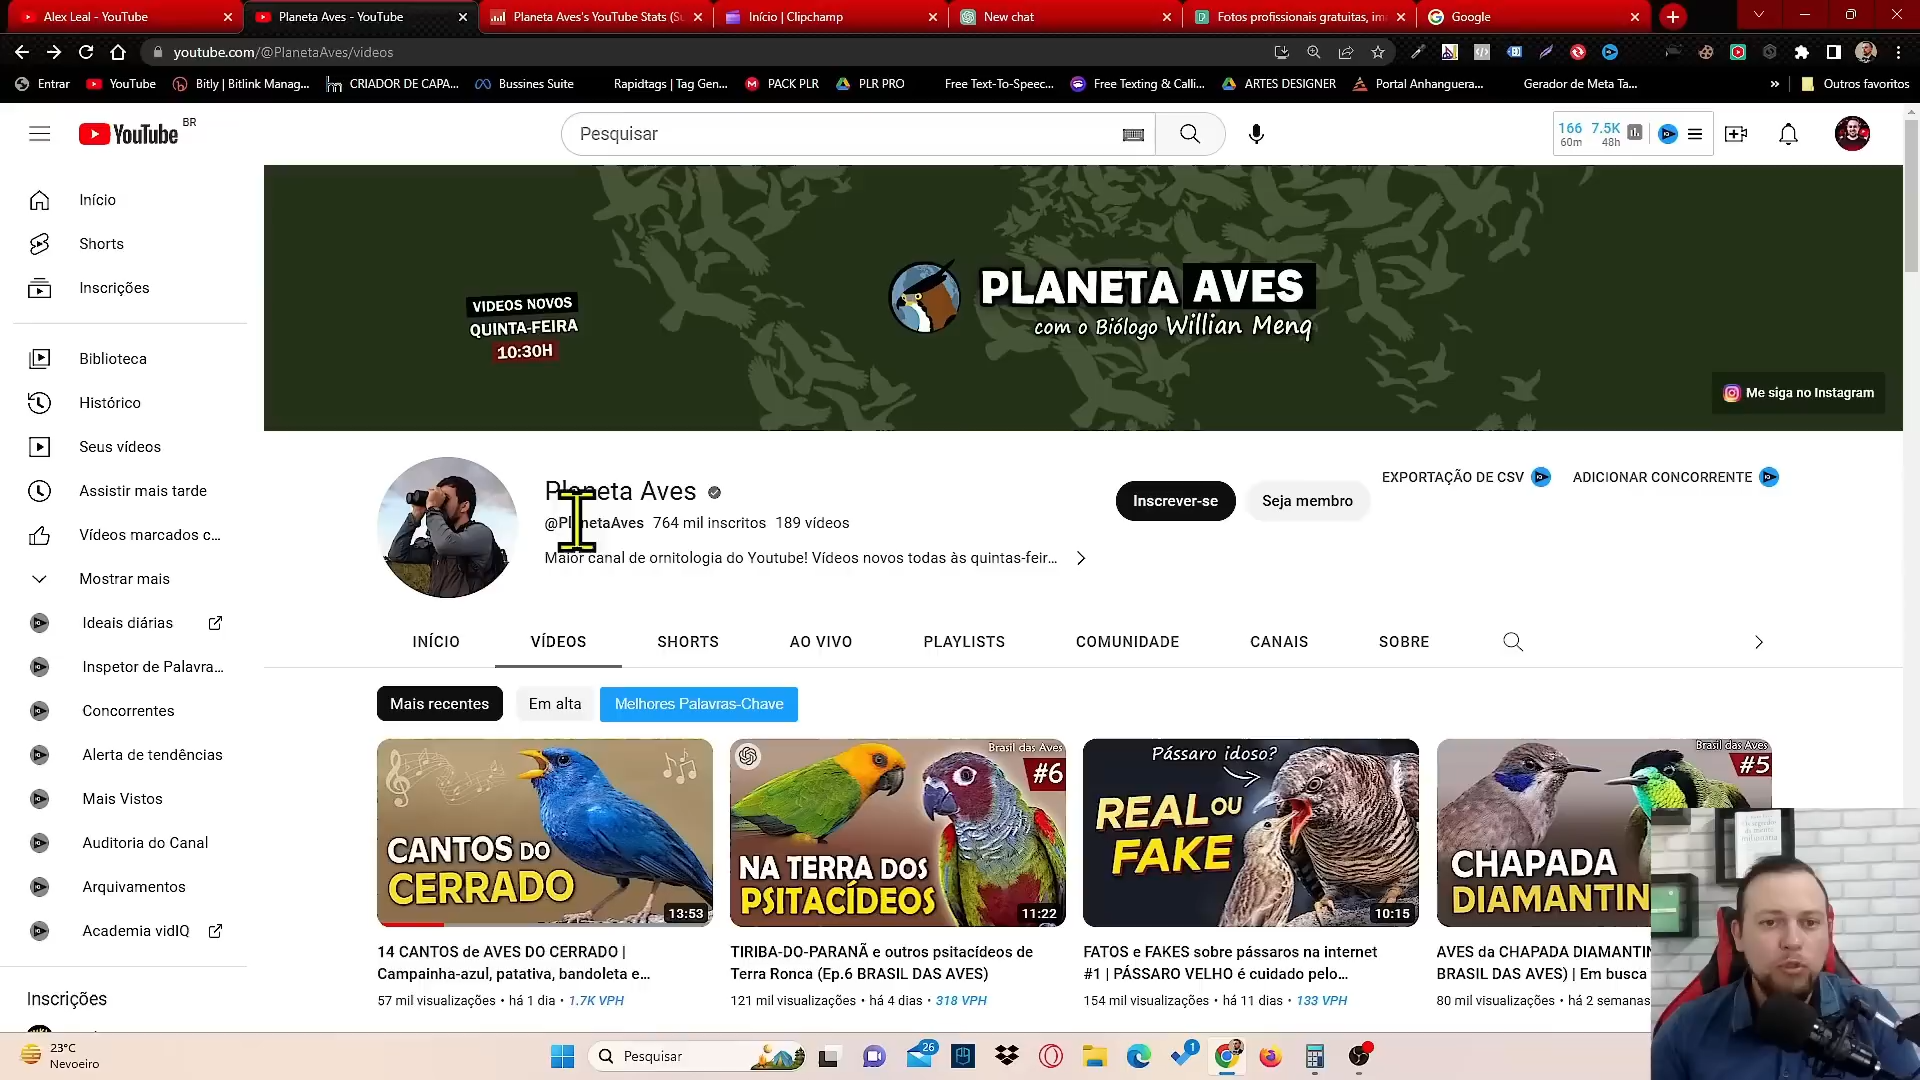 Alex Leal - YouTube
Planeta Aves - YouTube
Planeta Aves's YouTube Stats (Su
Início | Clipchamp
New chat
Fotos profissionais gratuitas, im
Google
youtube.com/@PlanetaAves/videos
Entrar
YouTube
Bitly | Bitlink Manag...
CRIADOR DE CAPA...
Bussines Suite
Rapidtags | Tag Gen...
PACK PLR
PLR PRO
Free Text-To-Speec...
Free Texting & Calli...
ARTES DESIGNER
Portal Anhanguera...
Gerador de Meta Ta...
»
Outros favoritos
YouTube BR
Pesquisar
166 7.5K
60m 48h
Início
Shorts
Inscrições
Biblioteca
Histórico
Seus vídeos
Assistir mais tarde
Vídeos marcados c...
Mostrar mais
Ideais diárias
Inspetor de Palavra...
Concorrentes
Alerta de tendências
Mais Vistos
Auditoria do Canal
Arquivamentos
Academia vidIQ
Inscrições
VIDEOS NOVOS
QUINTA-FEIRA
10:30H
PLANETA AVES
com o Biólogo Willian Menq
Me siga no Instagram
Planeta Aves
@PlanetaAves 764 mil inscritos 189 vídeos
Maior canal de ornitologia do Youtube! Vídeos novos todas às quintas-feir...
Inscrever-se
Seja membro
EXPORTAÇÃO DE CSV
ADICIONAR CONCORRENTE
INÍCIO
VÍDEOS
SHORTS
AO VIVO
PLAYLISTS
COMUNIDADE
CANAIS
SOBRE
Mais recentes
Em alta
Melhores Palavras-Chave
CANTOS DO
CERRADO
13:53
14 CANTOS de AVES DO CERRADO |
Campainha-azul, patativa, bandoleta e...
57 mil visualizações • há 1 dia • 1.7K VPH
Brasil das Aves
#6
NA TERRA DOS
PSITACÍDEOS
11:22
TIRIBA-DO-PARANÃ e outros psitacídeos de
Terra Ronca (Ep.6 BRASIL DAS AVES)
121 mil visualizações • há 4 dias • 318 VPH
Pássaro idoso?
REAL OU
FAKE
10:15
FATOS e FAKES sobre pássaros na internet
#1 | PÁSSARO VELHO é cuidado pelo...
154 mil visualizações • há 11 dias • 133 VPH
Brasil das Aves
#5
CHAPADA
DIAMANTIN
AVES da CHAPADA DIAMANTIN
BRASIL DAS AVES) | Em busca
80 mil visualizações • há 2 semanas
23°C
Nevoeiro
Pesquisar
26
1